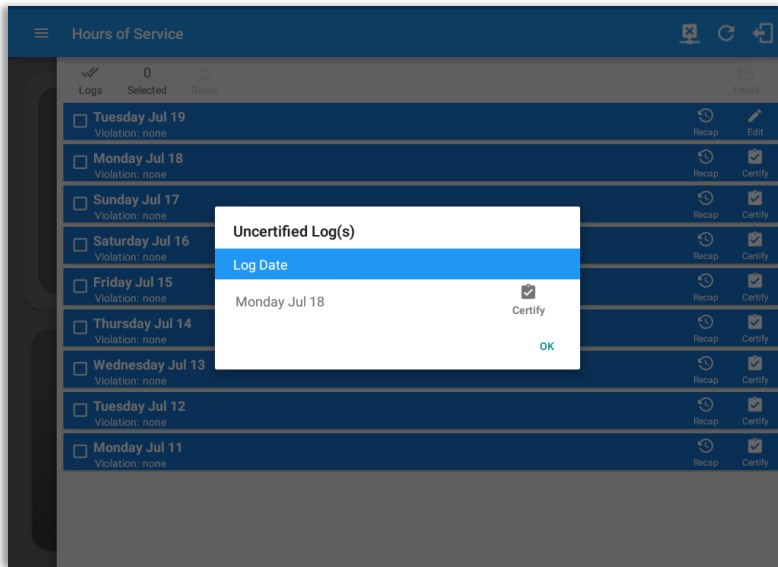 Hours of Service
Logs
0
Selected
Reset
Email
Tuesday Jul 19
Violation: none
Recap
Edit
Monday Jul 18
Violation: none
Recap
Certify
Sunday Jul 17
Violation: none
Recap
Certify
Saturday Jul 16
Violation: none
Recap
Certify
Friday Jul 15
Violation: none
Recap
Certify
Thursday Jul 14
Violation: none
Recap
Certify
Wednesday Jul 13
Violation: none
Recap
Certify
Tuesday Jul 12
Violation: none
Recap
Certify
Monday Jul 11
Violation: none
Recap
Certify
Uncertified Log(s)
Log Date
Monday Jul 18
Certify
OK